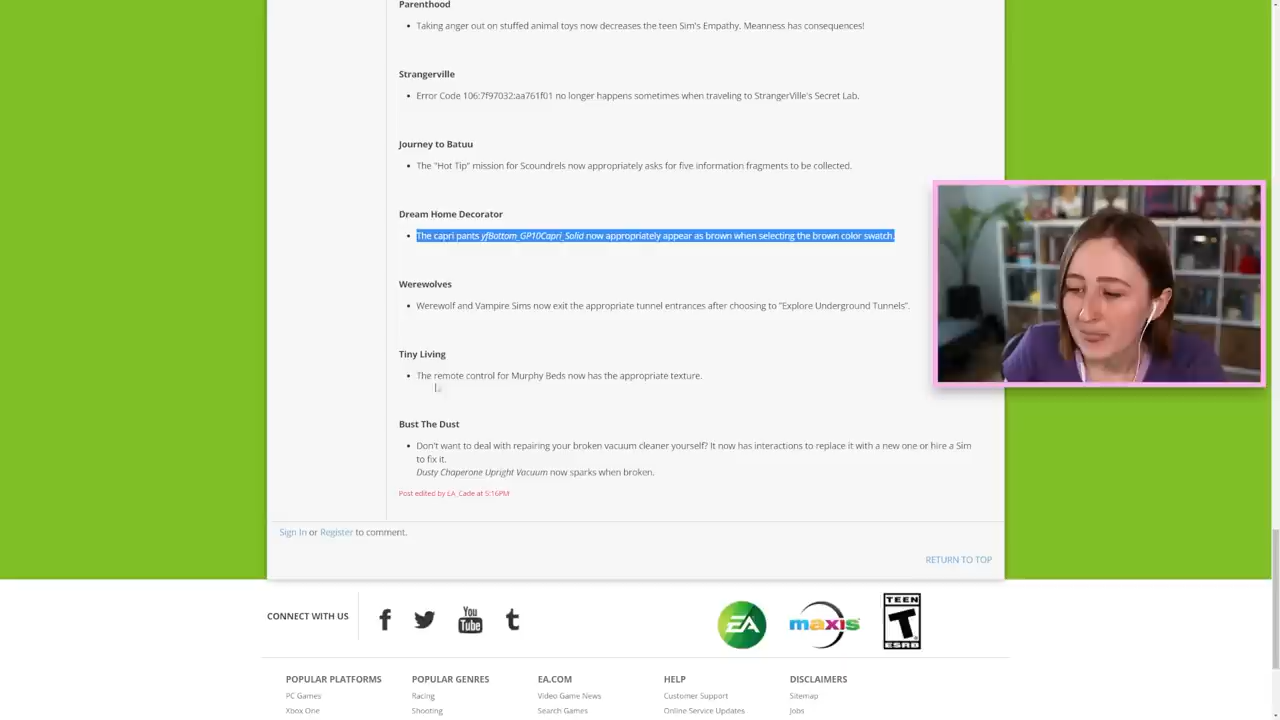 Parenthood
• Taking anger out on stuffed animal toys now decreases the teen Sim's Empathy. Meanness has consequences!
Strangerville
• Error Code 106:7f97032:aa761f01 no longer happens sometimes when traveling to StrangerVille's Secret Lab.
Journey to Batuu
• The "Hot Tip" mission for Scoundrels now appropriately asks for five information fragments to be collected.
Dream Home Decorator
• The capri pants yfBottom_GP10Capri_Solid now appropriately appear as brown when selecting the brown color swatch.
Werewolves
• Werewolf and Vampire Sims now exit the appropriate tunnel entrances after choosing to "Explore Underground Tunnels".
Tiny Living
• The remote control for Murphy Beds now has the appropriate texture.
Bust The Dust
• Don't want to deal with repairing your broken vacuum cleaner yourself? It now has interactions to replace it with a new one or hire a Sim
to fix it.
Dusty Chaperone Upright Vacuum now sparks when broken.
Post edited by EA_Cade at 5:16PM
Sign In or Register to comment.
RETURN TO TOP
CONNECT WITH US
f
You
Tube
t
EA
maxis
TEEN
T
ESRB
POPULAR PLATFORMS POPULAR GENRES EA.COM HELP DISCLAIMERS
PC Games Racing Video Game News Customer Support Sitemap
Xbox One Shooting Search Games Online Service Updates Jobs